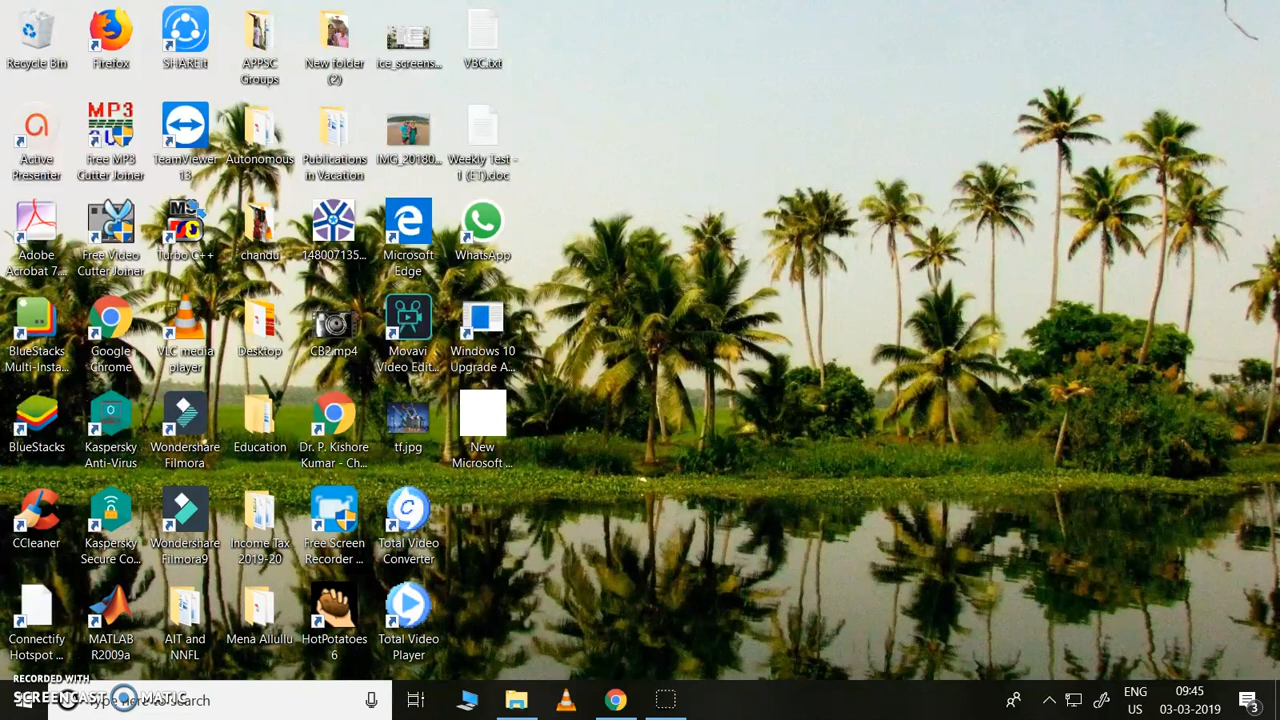 Recycle Bin
Firefox
SHAREit
APPSC
Groups
New folder
(2)
ice_screens...
VBC.txt
Active
Presenter
MP3
Free MP3
Cutter Joiner
TeamViewer
13
Autonomous
Publications
in Vacation
IMG_20180...
Weekly Test -
1 (ET).doc
Adobe
Acrobat 7....
Free Video
Cutter Joiner
Turbo C++
chandu
148007135...
Microsoft
Edge
WhatsApp
BlueStacks
Multi-Insta...
Google
Chrome
VLC media
player
Desktop
CB2.mp4
Movavi
Video Edit...
Windows 10
Upgrade A...
BlueStacks
Kaspersky
Anti-Virus
Wondershare
Filmora
Education
Dr. P. Kishore
Kumar - Ch...
tf.jpg
New
Microsoft ...
CCleaner
Kaspersky
Secure Co...
Wondershare
Filmora9
Income Tax
2019-20
Free Screen
Recorder ...
Total Video
Converter
Connectify
Hotspot ...
MATLAB
R2009a
AIT and
NNFL
Mena Allullu
HotPotatoes
6
Total Video
Player
RECORDED WITH
SCREENCAST MATIC
Type here to search
ENG
US
09:45
03-03-2019
3